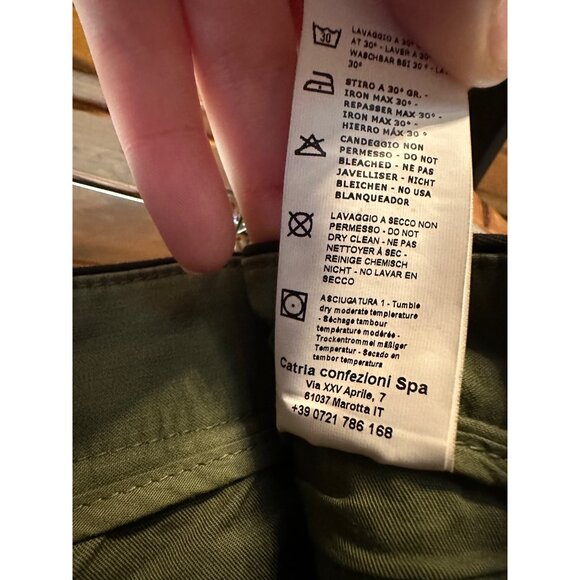 30
LAVAGGIO A 30°
AT 30° - LAVER A 30°
WASCHBAR BEI 30° - LAV
30°
STIRO A 30° GR. -
IRON MAX 30° -
REPASSER MAX 30° -
IRON MAX 30° -
HIERRO MÁX 30 °
CANDEGGIO NON
PERMESSO - DO NOT
BLEACHED - NE PAS
JAVELLISER - NICHT
BLEICHEN - NO USA
BLANQUEADOR
LAVAGGIO A SECCO NON
PERMESSO - DO NOT
DRY CLEAN - NE PAS
NETTOYER À SEC -
REINIGE CHEMISCH
NICHT - NO LAVAR EN
SECCO
ASCIUGATURA 1 - Tumble
dry moderate templerature
- Séchage tambour
température modérée -
Trockentrommel mäßiger
Temperatur - Secado en
tambor temperatura
Catria confezioni Spa
Via XXV Aprile, 7
61037 Marotta IT
+39 0721 786 168